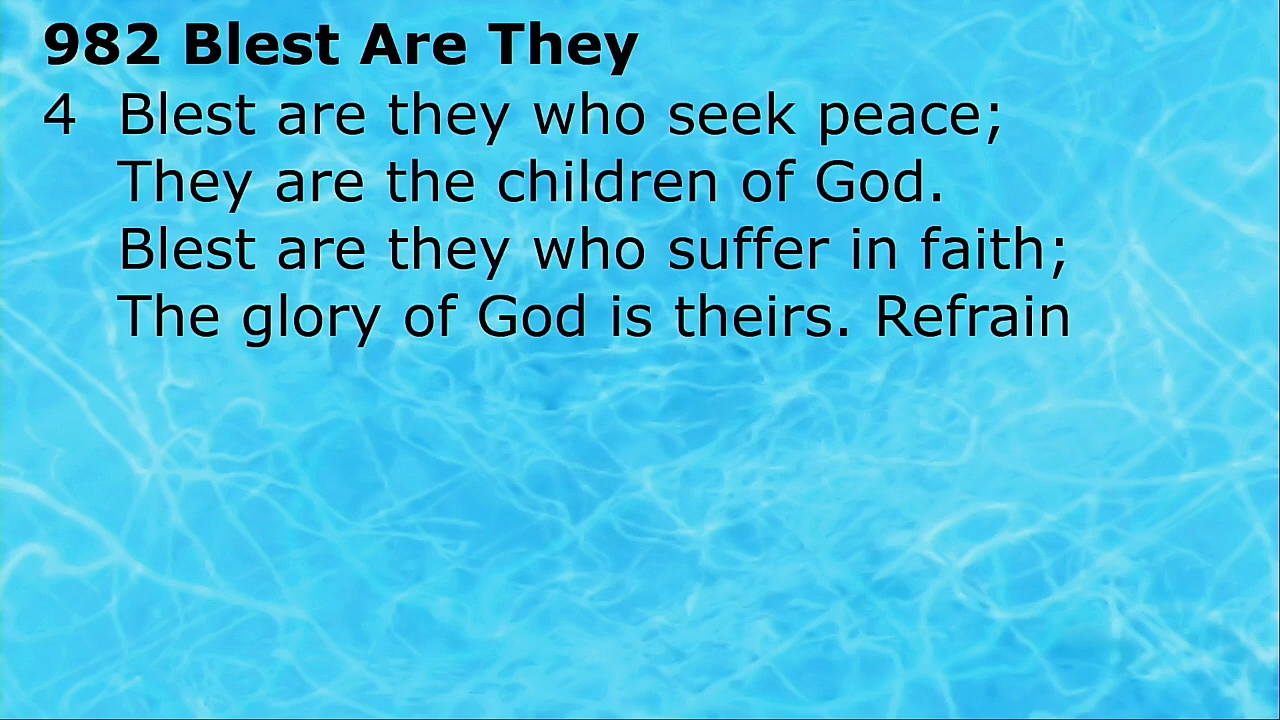 982 Blest Are They
4 Blest are they who seek peace;
They are the children of God.
Blest are they who suffer in faith;
The glory of God is theirs. Refrain